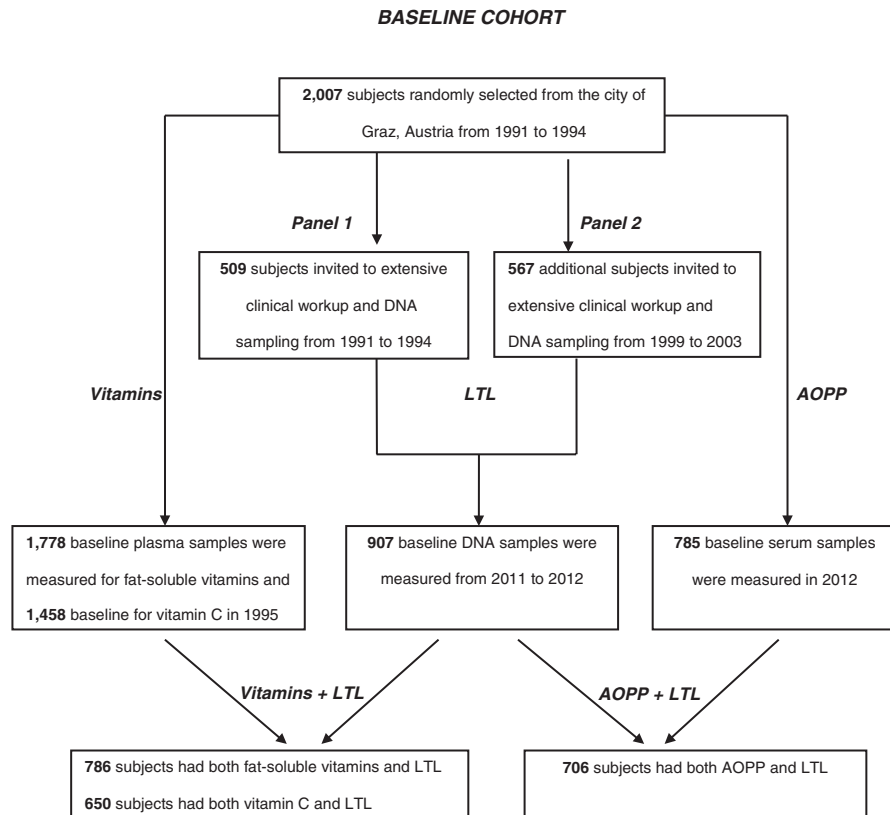 BASELINE COHORT
2,007 subjects randomly selected from the city of
Graz, Austria from 1991 to 1994
Panel 1
Panel 2
509 subjects invited to extensive
clinical workup and DNA
sampling from 1991 to 1994
567 additional subjects invited to
extensive clinical workup and
DNA sampling from 1999 to 2003
Vitamins
LTL
AOPP
1,778 baseline plasma samples were
measured for fat-soluble vitamins and
1,458 baseline for vitamin C in 1995
907 baseline DNA samples were
measured from 2011 to 2012
785 baseline serum samples
were measured in 2012
Vitamins + LTL
AOPP + LTL
786 subjects had both fat-soluble vitamins and LTL
650 subjects had both vitamin C and LTL
706 subjects had both AOPP and LTL